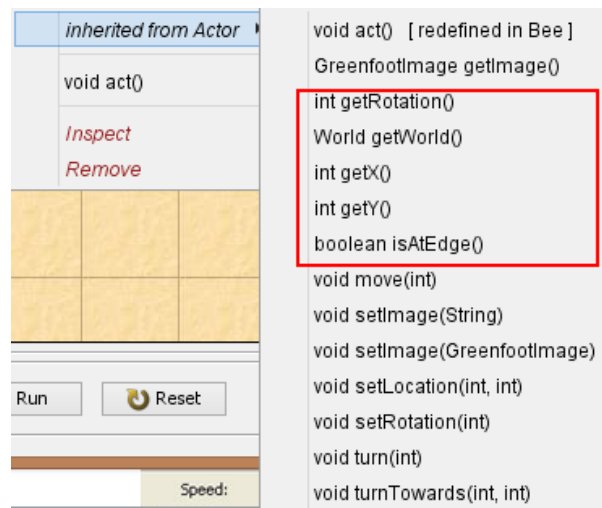 inherited from Actor
void act()
Inspect
Remove
Run
Reset
Speed:
void act() [ redefined in Bee ]
GreenfootImage getImage()
int getRotation()
World getWorld()
int getX()
int getY()
boolean isAtEdge()
void move(int)
void setImage(String)
void setImage(GreenfootImage)
void setLocation(int, int)
void setRotation(int)
void turn(int)
void turnTowards(int, int)